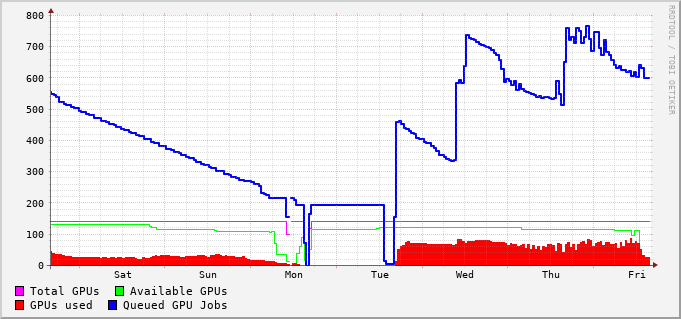 800
700
600
500
400
300
200
100
0
Sat Sun Mon Tue Wed Thu Fri
Total GPUs Available GPUs
GPUs used Queued GPU Jobs
RRDTOOL / TOBI OETIKER